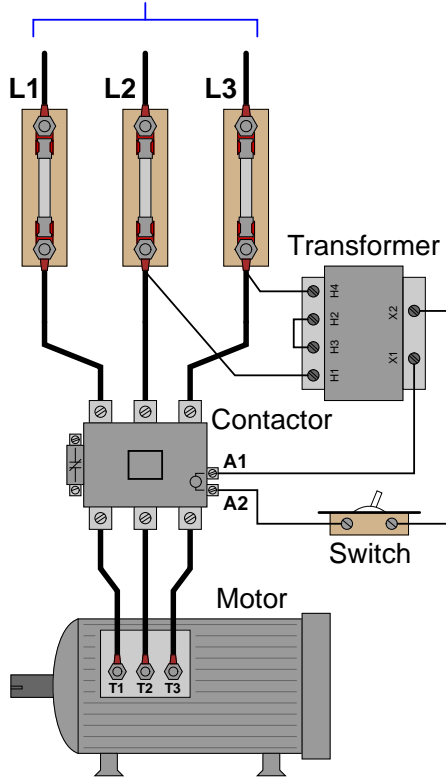 L1 L2 L3
Transformer
H4
H2
H3
H1
X2
X1
Contactor
A1
A2
Switch
Motor
T1 T2 T3